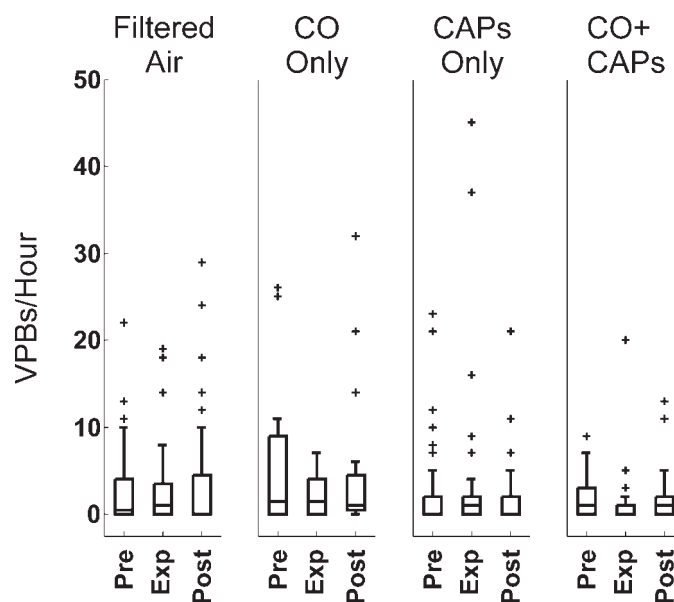 Filtered Air
CO Only
CAPs Only
CO+ CAPs
50
40
30
20
10
0
VPBs/Hour
Pre Exp Post
Pre Exp Post
Pre Exp Post
Pre Exp Post